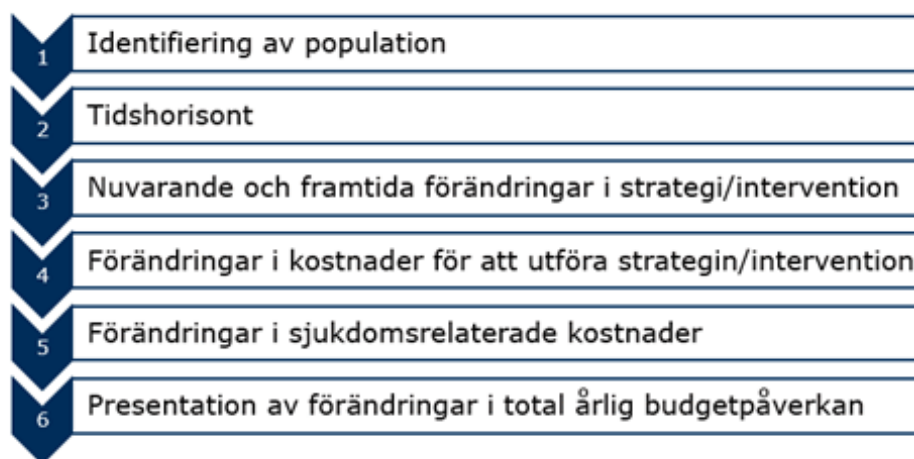 1 Identifiering av population
2 Tidshorisont
3 Nuvarande och framtida förändringar i strategi/intervention
4 Förändringar i kostnader för att utföra strategin/intervention
5 Förändringar i sjukdomsrelaterade kostnader
6 Presentation av förändringar i total årlig budgetpåverkan